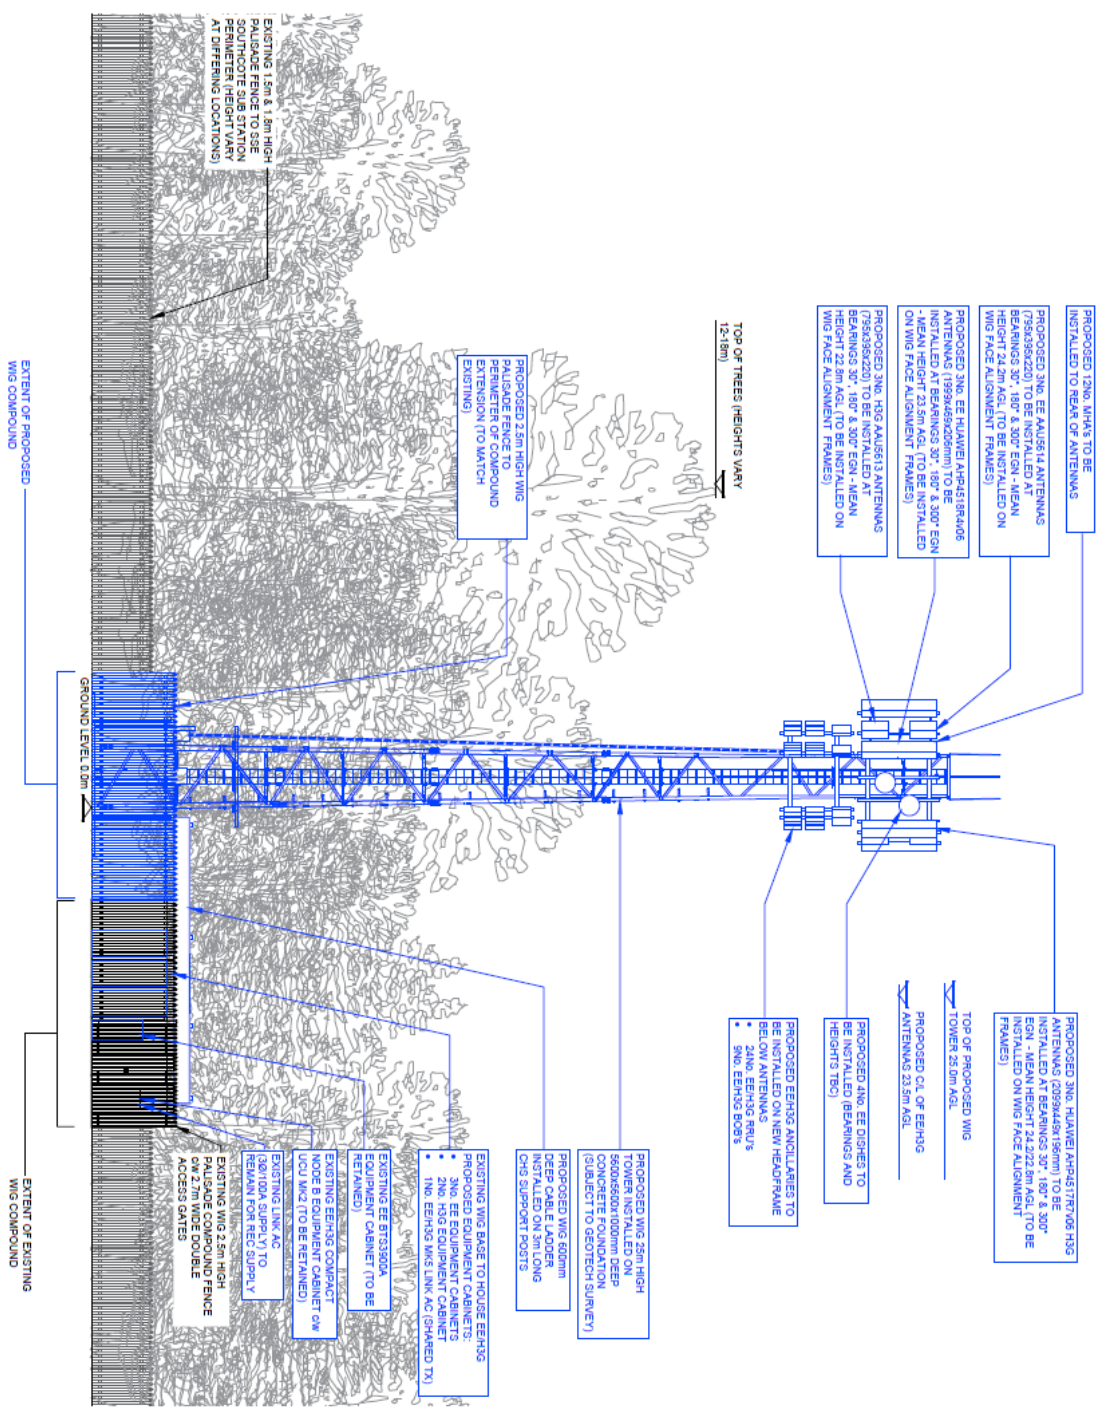 PROPOSED 12No. MHA's TO BE
INSTALLED TO REAR OF ANTENNAS
PROPOSED 3No. EE AAU5614 ANTENNAS
(795x395x220) TO BE INSTALLED AT
BEARINGS 30°, 180° & 300° EGN - MEAN
HEIGHT 24.2m AGL (TO BE INSTALLED ON
WIG FACE ALIGNMENT FRAMES)
PROPOSED 3No. EE HUAWEI AHP4518R4v06
ANTENNAS (1999x469x206mm) TO BE
INSTALLED AT BEARINGS 30°, 180° & 300° EGN
- MEAN HEIGHT 23.5m AGL (TO BE INSTALLED
ON WIG FACE ALIGNMENT FRAMES)
PROPOSED 3No. H3G AAU5613 ANTENNAS
(795x395x220) TO BE INSTALLED AT
BEARINGS 30°, 180° & 300° EGN - MEAN
HEIGHT 22.8m AGL (TO BE INSTALLED ON
WIG FACE ALIGNMENT FRAMES)
TOP OF TREES (HEIGHTS VARY
12-18m)
PROPOSED 2.5m HIGH WIG
PALISADE FENCE TO
PERIMETER OF COMPOUND
EXTENSION (TO MATCH
EXISTING)
EXISTING 1.5m & 1.8m HIGH
PALISADE FENCE TO SSE
SOUTHCOTE SUB STATION
PERIMETER (HEIGHT VARY
AT DIFFERING LOCATIONS)
PROPOSED 3No. HUAWEI AHP4517R7v06 H3G
ANTENNAS (2099x449x196mm) TO BE
INSTALLED AT BEARINGS 30°, 180° & 300°
EGN - MEAN HEIGHT 24.2/22.8m AGL (TO BE
INSTALLED ON WIG FACE ALIGNMENT
FRAMES)
TOP OF PROPOSED WIG
TOWER 25.0m AGL
PROPOSED C/L OF EE/H3G
ANTENNAS 23.5m AGL
PROPOSED 4No. EE DISHES TO
BE INSTALLED (BEARINGS AND
HEIGHTS TBC)
PROPOSED EE/H3G ANCILLARIES TO
BE INSTALLED ON NEW HEADFRAME
BELOW ANTENNAS
• 24No. EE/H3G RRU's
• 9No. EE/H3G BOB's
PROPOSED WIG 25m HIGH
TOWER INSTALLED ON
5600x5600x1000mm DEEP
CONCRETE FOUNDATION
(SUBJECT TO GEOTECH SURVEY)
PROPOSED WIG 600mm
DEEP CABLE LADDER
INSTALLED ON 3m LONG
CHS SUPPORT POSTS
EXISTING WIG BASE TO HOUSE EE/H3G
PROPOSED EQUIPMENT CABINETS:
• 3No. EE EQUIPMENT CABINETS
• 2No. H3G EQUIPMENT CABINET
• 1No. EE/H3G MK5 LINK AC (SHARED TX)
EXISTING EE BTS3900A
EQUIPMENT CABINET (TO BE
RETAINED)
EXISTING EE/H3G COMPACT
NODE B EQUIPMENT CABINET c/w
UCU MK2 (TO BE RETAINED)
EXISTING LINK AC
(3Ø/100A SUPPLY) TO
REMAIN FOR REC SUPPLY
EXISTING WIG 2.5m HIGH
PALISADE COMPOUND FENCE
c/w 2.7m WIDE DOUBLE
ACCESS GATES
GROUND LEVEL 0.0m
EXTENT OF PROPOSED
WIG COMPOUND
EXTENT OF EXISTING
WIG COMPOUND